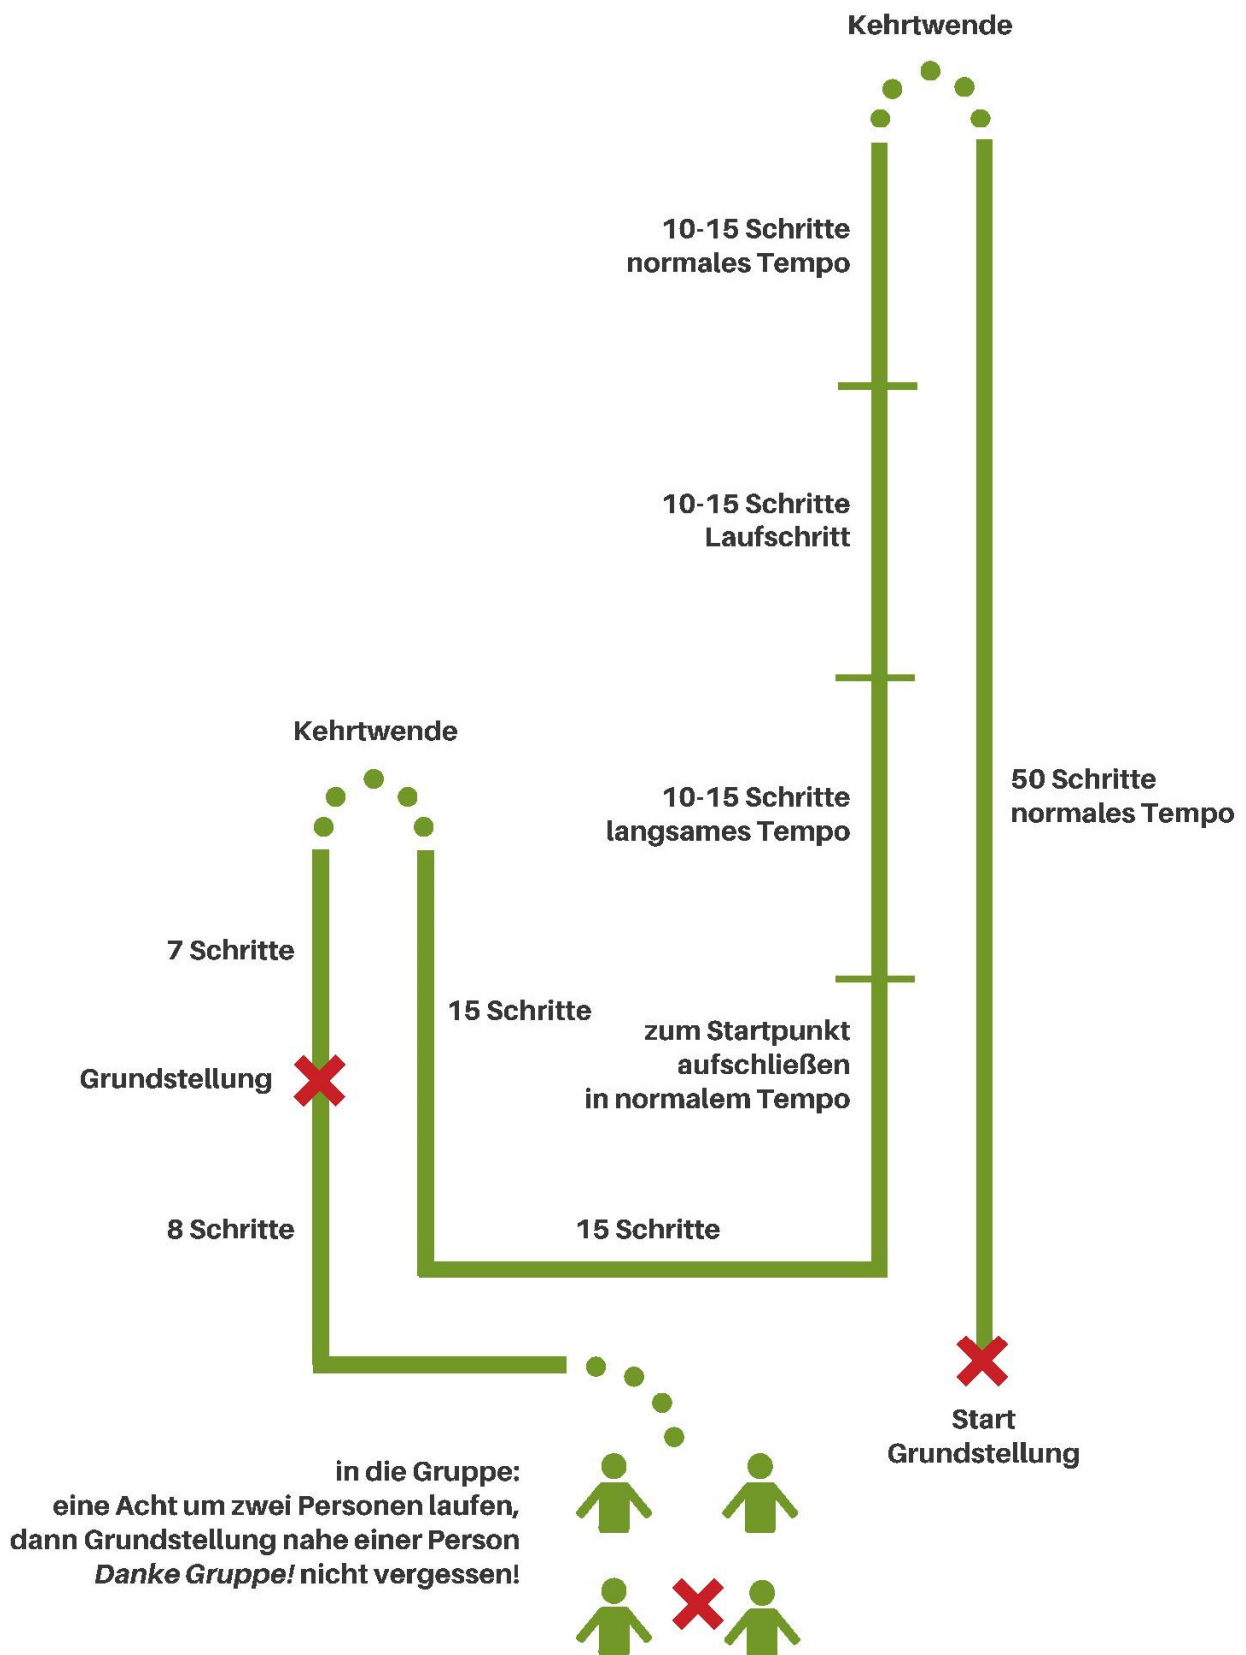 Kehrtwende
10-15 Schritte
normales Tempo
10-15 Schritte
Laufschritt
Kehrtwende
50 Schritte
normales Tempo
10-15 Schritte
langsames Tempo
7 Schritte
15 Schritte
zum Startpunkt
aufschließen
in normalem Tempo
Grundstellung
8 Schritte
15 Schritte
Start
Grundstellung
in die Gruppe:
eine Acht um zwei Personen laufen,
dann Grundstellung nahe einer Person
Danke Gruppe! nicht vergessen!